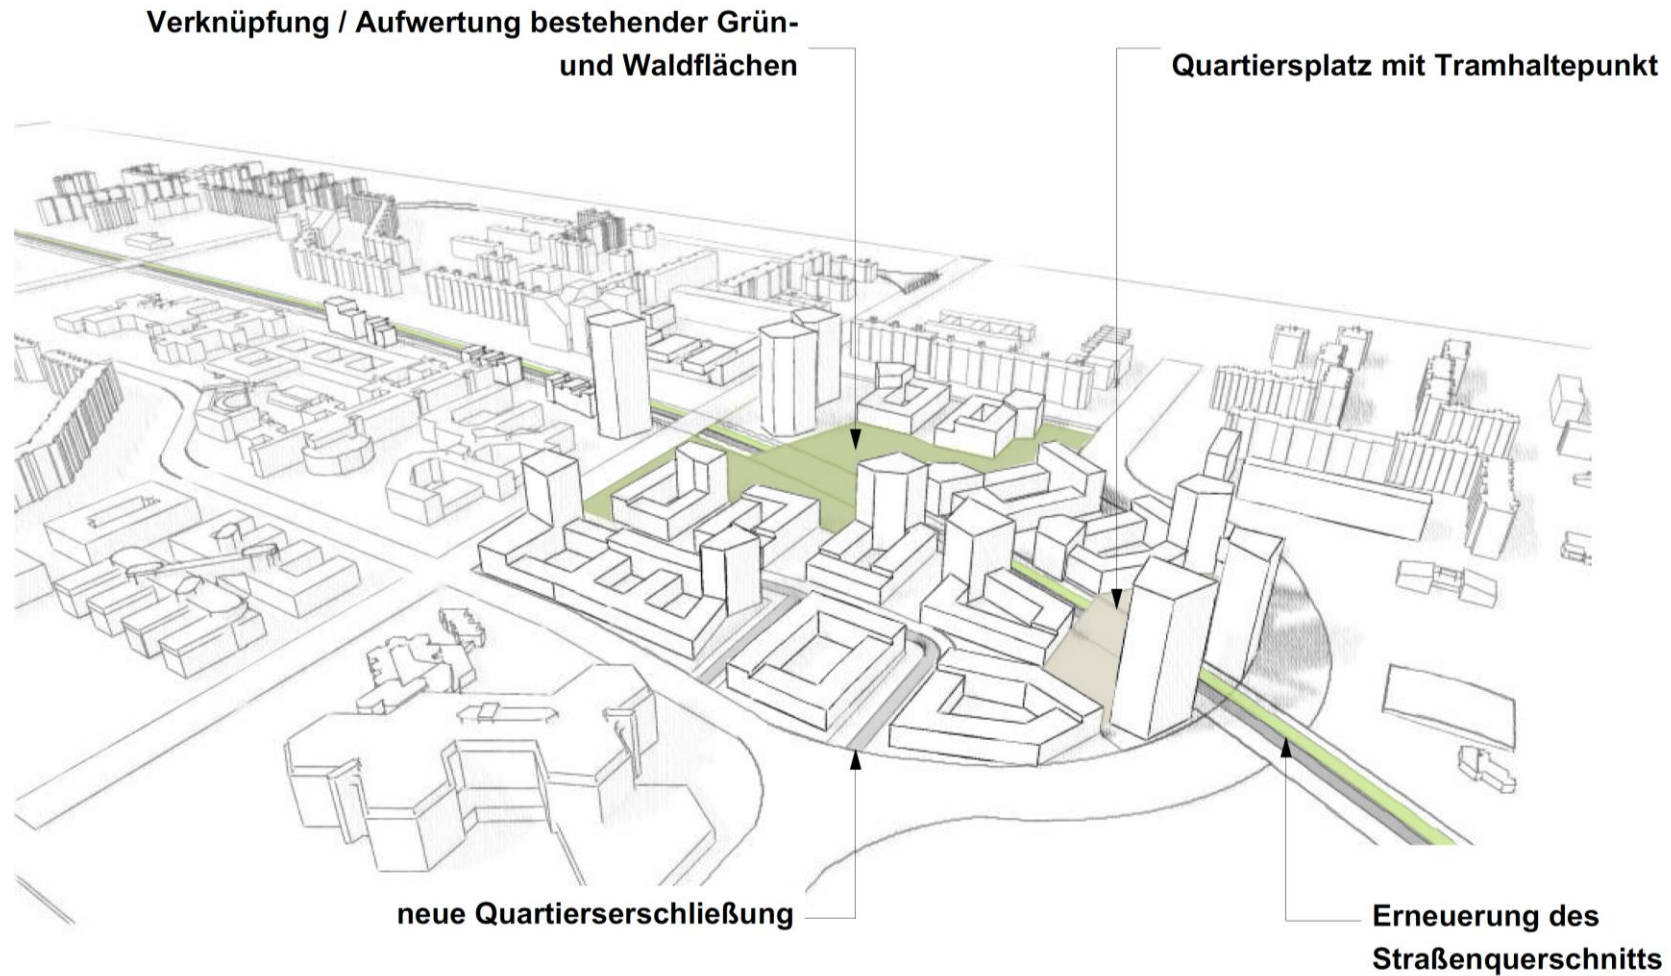 Verknüpfung / Aufwertung bestehender Grün-
und Waldflächen
Quartiersplatz mit Tramhaltepunkt
neue Quartierserschließung
Erneuerung des
Straßenquerschnitts